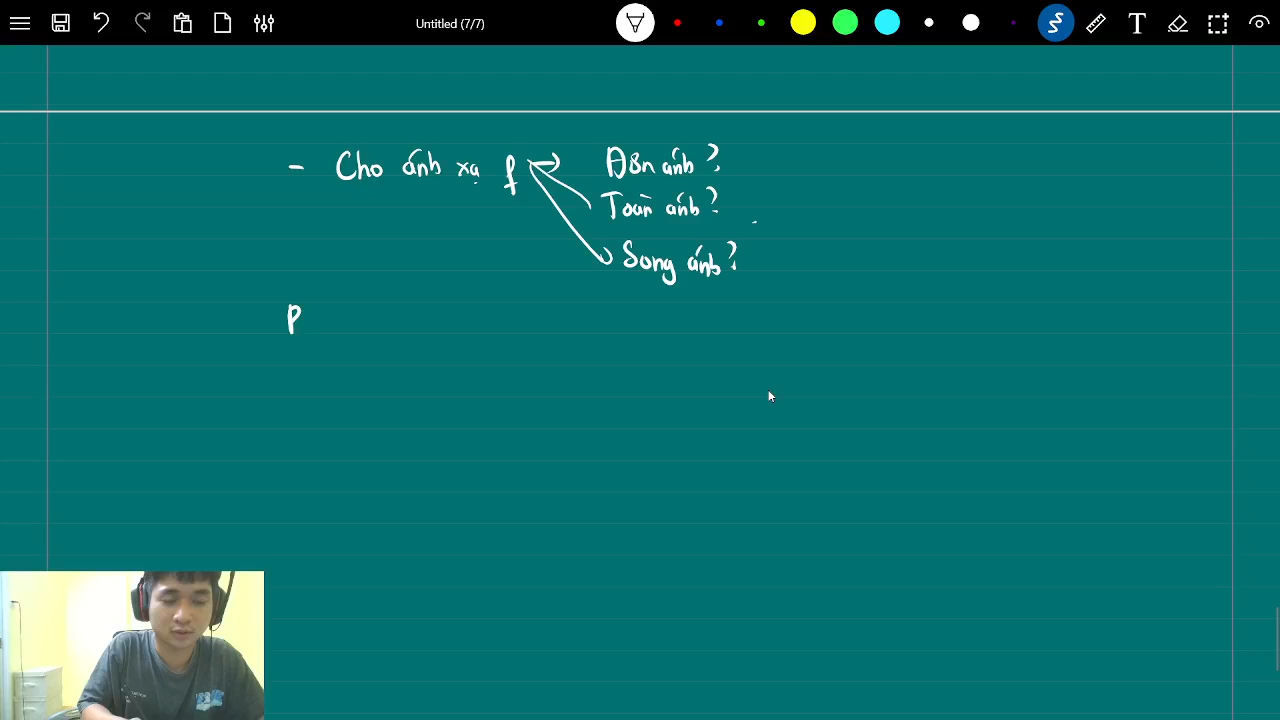 Untitled (7/7)
T
- Cho ánh xạ f → Đơn ánh?
Toàn ánh?
Song ánh?
P